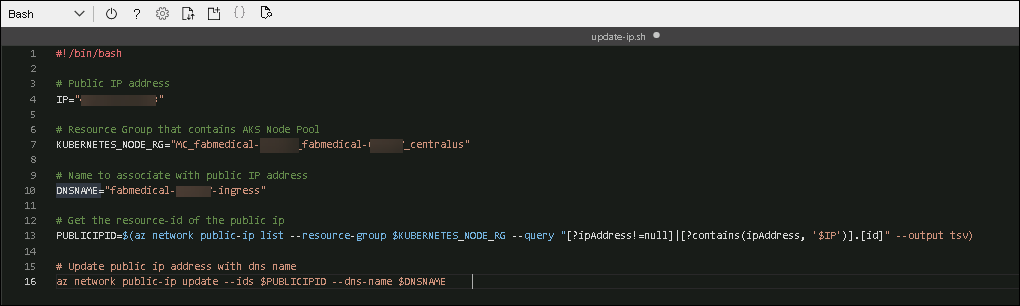 Bash
?
update-ip.sh
1 #!/bin/bash
2
3 # Public IP address
4 IP=" "
5
6 # Resource Group that contains AKS Node Pool
7 KUBERNETES_NODE_RG="MC_fabmedical- _fabmedical- _centralus"
8
9 # Name to associate with public IP address
10 DNSNAME="fabmedical- -ingress"
11
12 # Get the resource-id of the public ip
13 PUBLICIPID=$(az network public-ip list --resource-group $KUBERNETES_NODE_RG --query "[?ipAddress!=null]|[?contains(ipAddress, '$IP')].[id]" --output tsv)
14
15 # Update public ip address with dns name
16 az network public-ip update --ids $PUBLICIPID --dns-name $DNSNAME